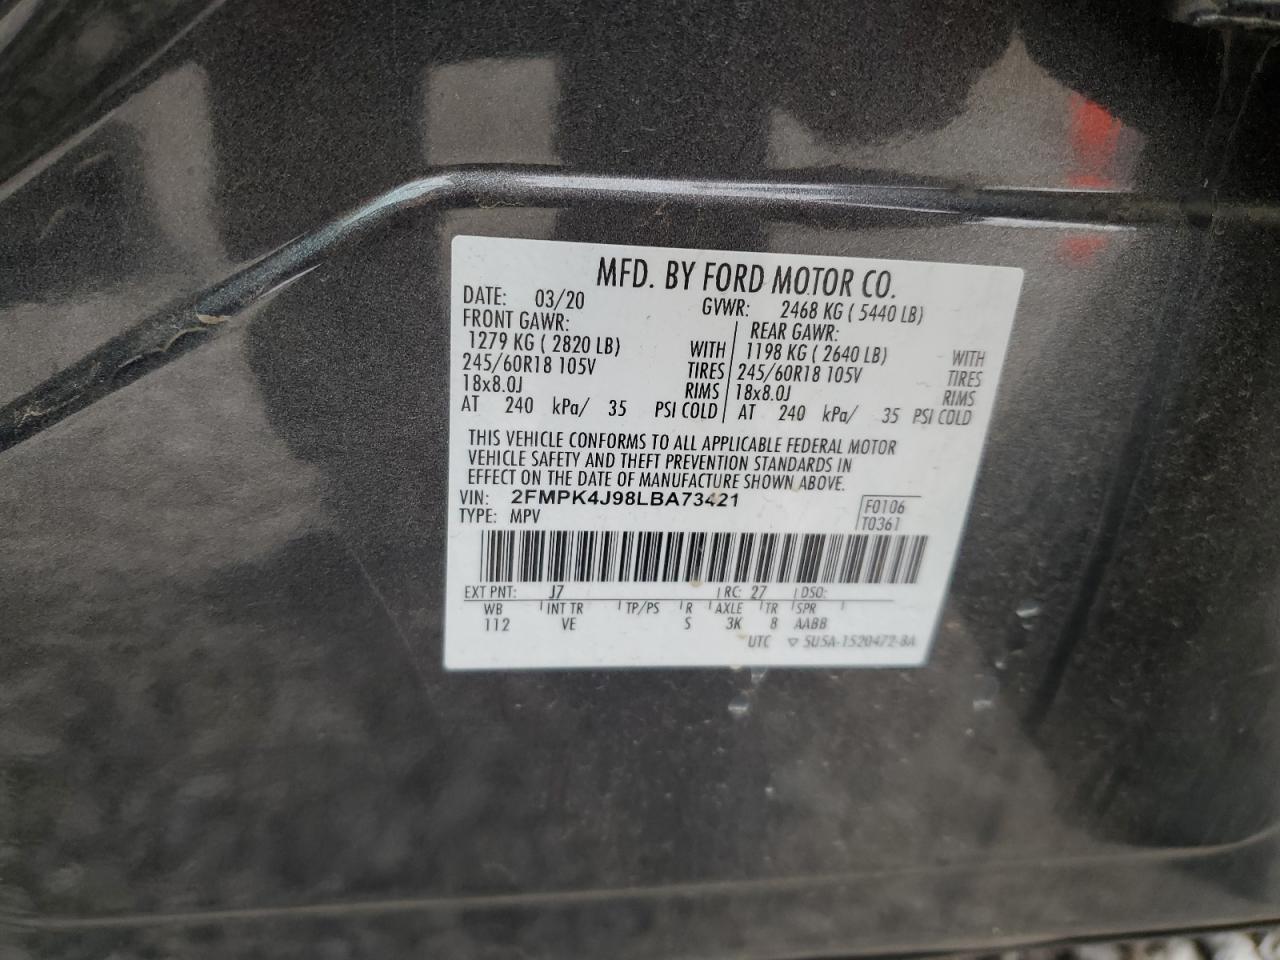 MFD. BY FORD MOTOR CO.
DATE: 03/20 GVWR: 2468 KG ( 5440 LB)
FRONT GAWR: REAR GAWR:
1279 KG ( 2820 LB) WITH 1198 KG ( 2640 LB) WITH
245/60R18 105V TIRES 245/60R18 105V TIRES
18x8.0J RIMS 18x8.0J RIMS
AT 240 kPa/ 35 PSI COLD AT 240 kPa/ 35 PSI COLD
THIS VEHICLE CONFORMS TO ALL APPLICABLE FEDERAL MOTOR
VEHICLE SAFETY AND THEFT PREVENTION STANDARDS IN
EFFECT ON THE DATE OF MANUFACTURE SHOWN ABOVE.
VIN: 2FMPK4J98LBA73421 F0106
TYPE: MPV T0361
EXT PNT: J7 RC: 27 DSO:
WB INT TR TP/PS R AXLE TR SPR
112 VE S 3K 8 AABB
UTC ▽ 5U5A-1520472-BA